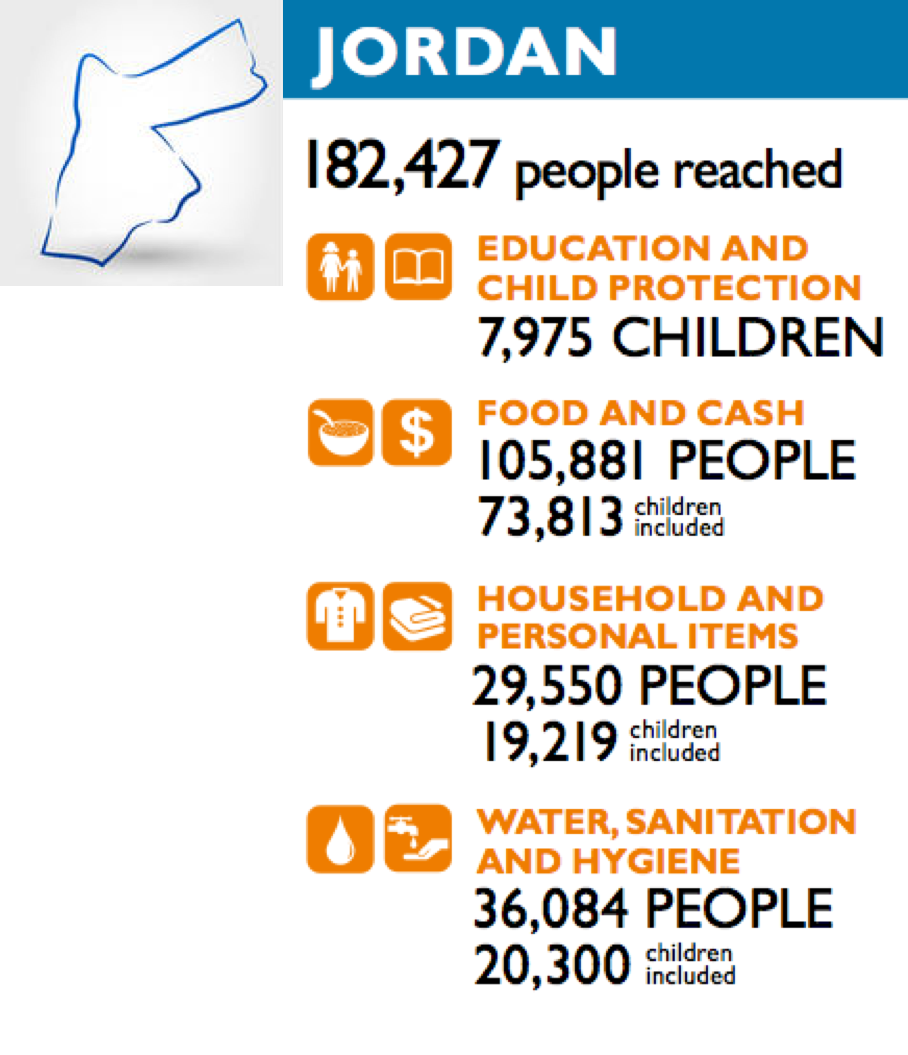 JORDAN
182,427 people reached
EDUCATION AND
CHILD PROTECTION
7,975 CHILDREN
$
FOOD AND CASH
105,881 PEOPLE
73,813 children
included
HOUSEHOLD AND
PERSONAL ITEMS
29,550 PEOPLE
19,219 children
included
WATER, SANITATION
AND HYGIENE
36,084 PEOPLE
20,300 children
included